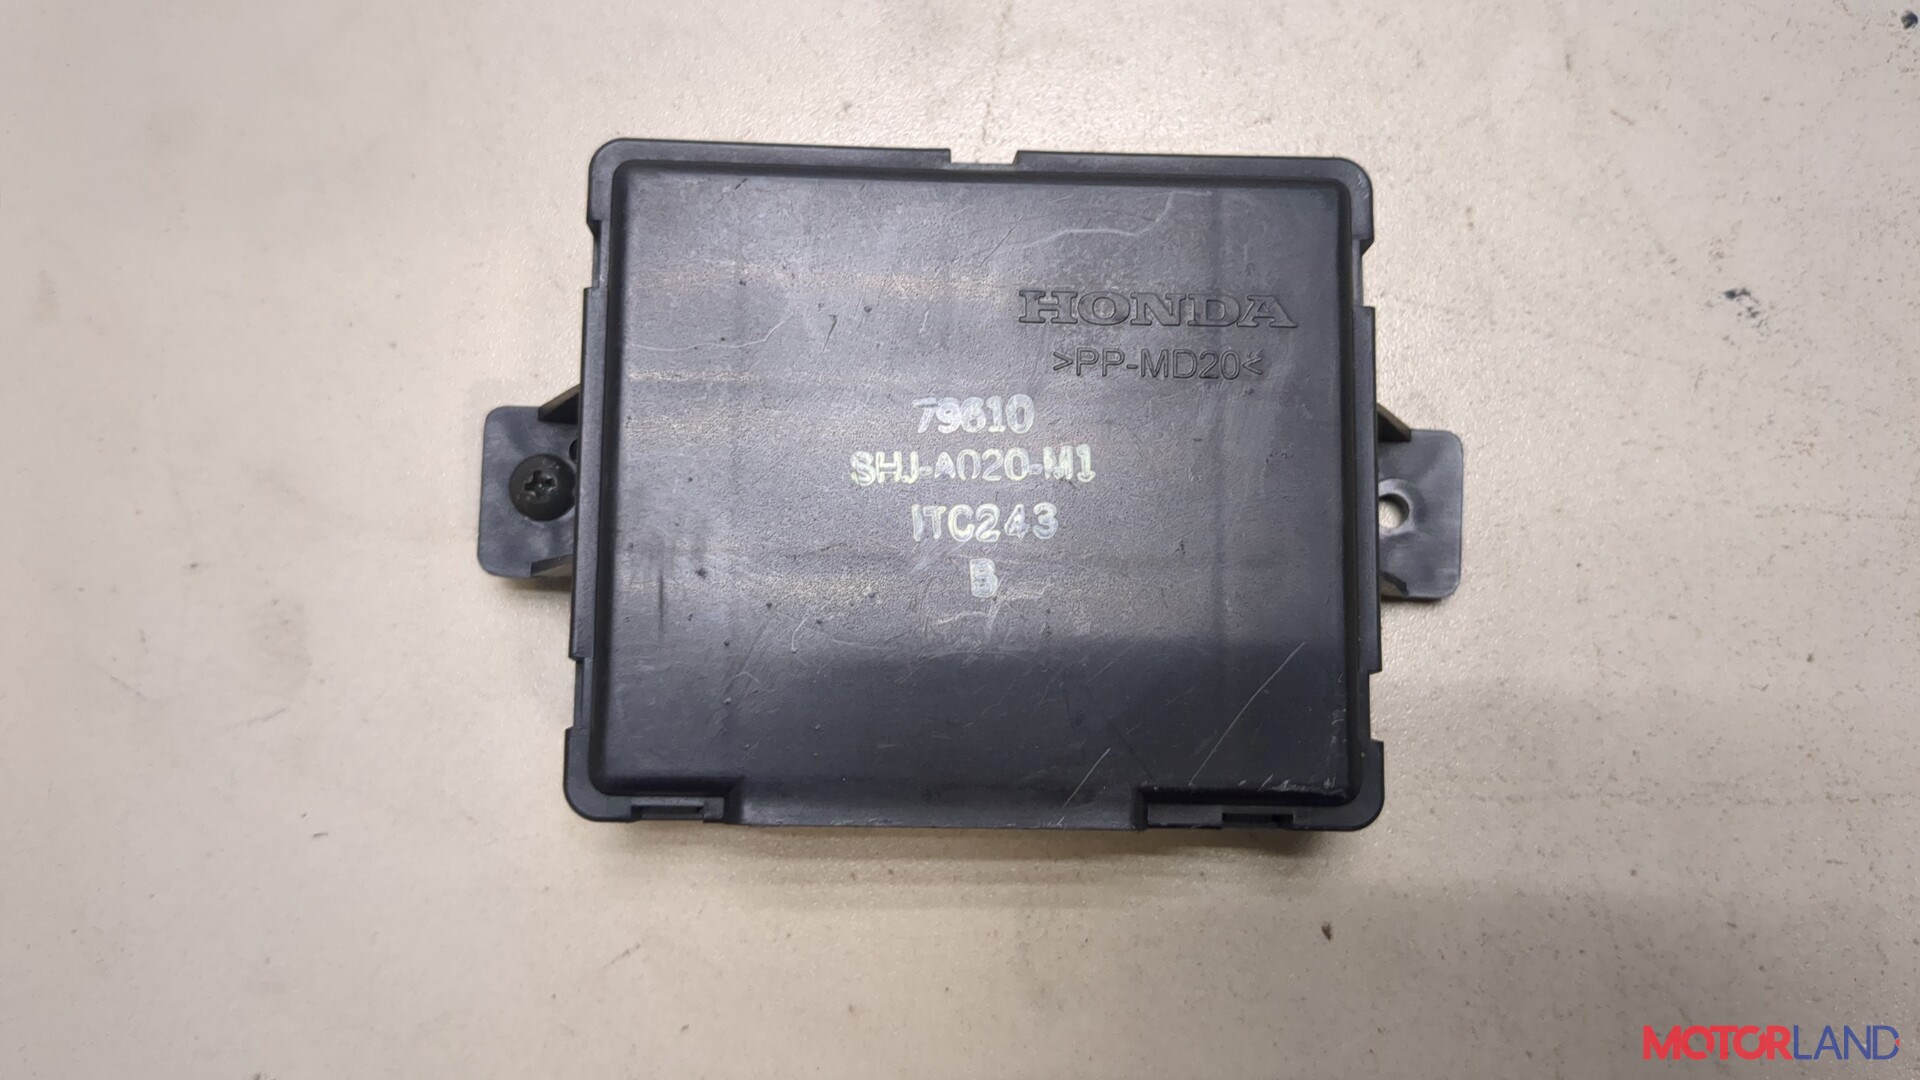 HONDA
>PP-MD20<
79610
SHJ-A020-M1
ITC243
B
MOTORLAND